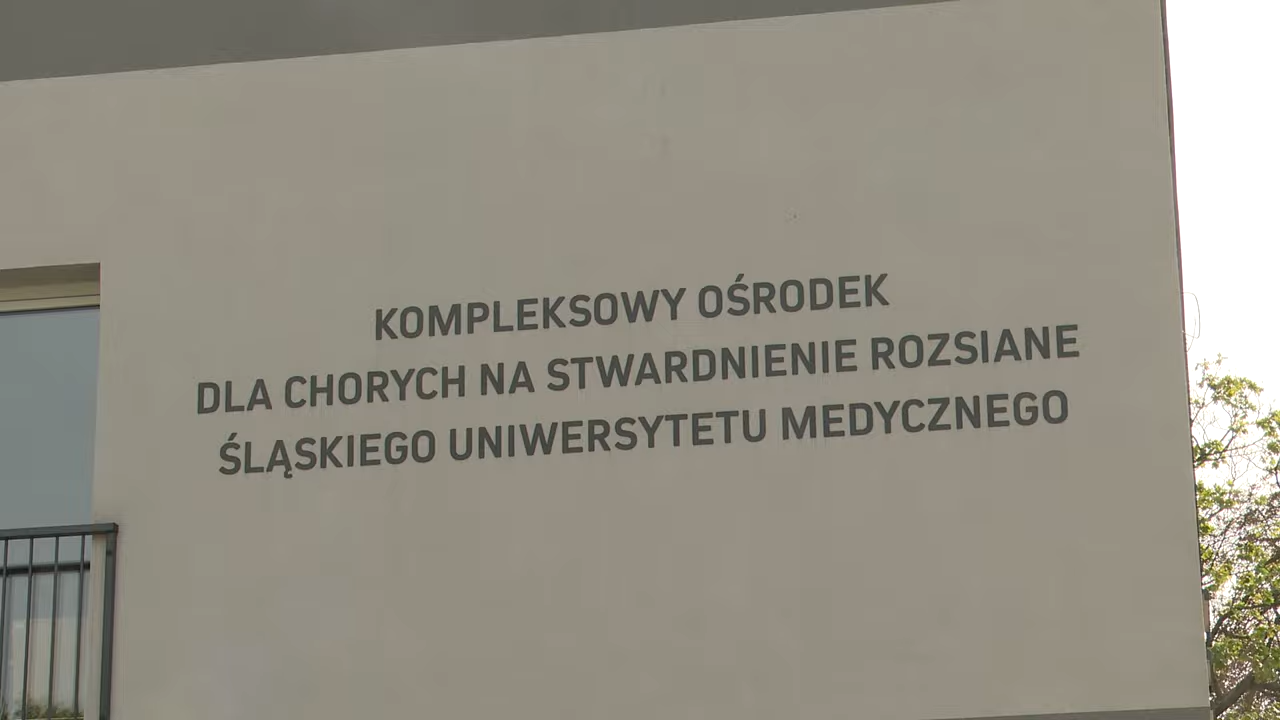 KOMPLEKSOWY OŚRODEK
DLA CHORYCH NA STWARDNIENIE ROZSIANE
ŚLĄSKIEGO UNIWERSYTETU MEDYCZNEGO